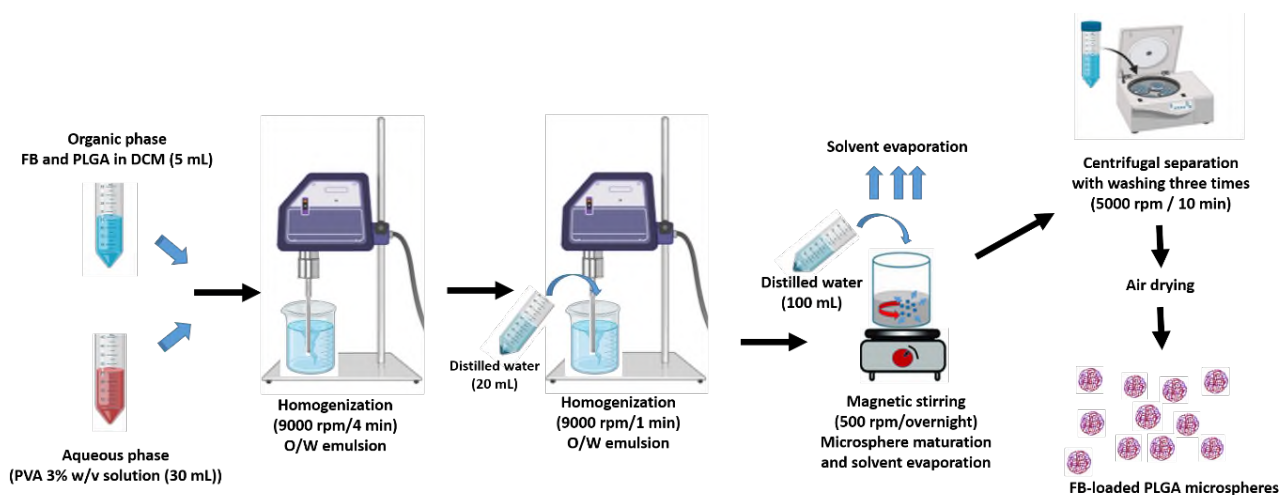 Organic phase
FB and PLGA in DCM (5 mL)
Aqueous phase
(PVA 3% w/v solution (30 mL))
Homogenization
(9000 rpm/4 min)
O/W emulsion
Distilled water
(20 mL)
Homogenization
(9000 rpm/1 min)
O/W emulsion
Solvent evaporation
Distilled water
(100 mL)
Magnetic stirring
(500 rpm/overnight)
Microsphere maturation
and solvent evaporation
Centrifugal separation
with washing three times
(5000 rpm / 10 min)
Air drying
FB-loaded PLGA microspheres